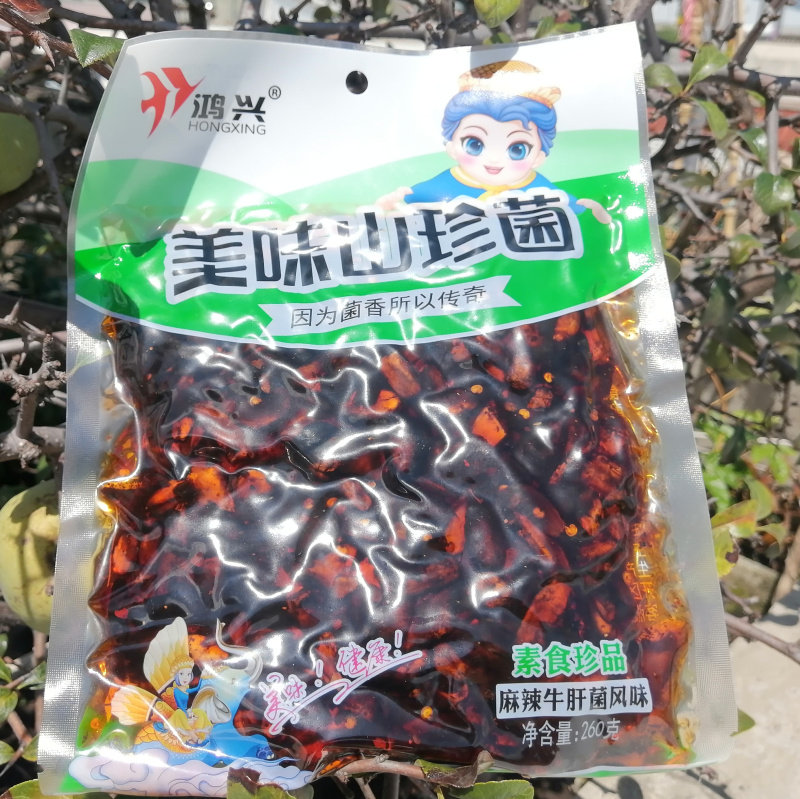 鸿兴®
HONGXING
美味山珍菌
因为菌香所以传奇
美味！健康！
素食珍品
麻辣牛肝菌风味
净含量:260克